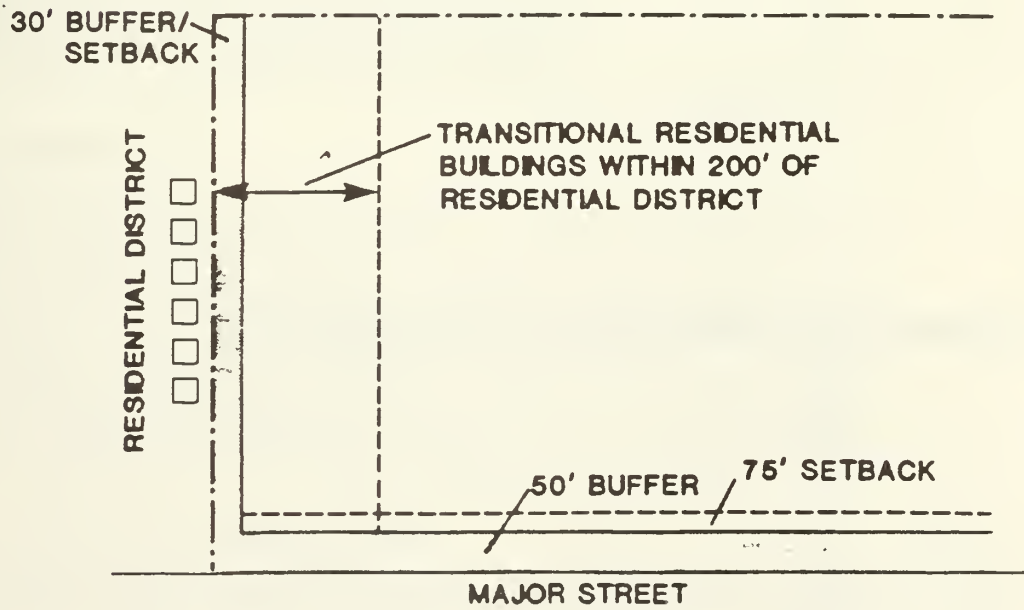 30' BUFFER/
SETBACK
TRANSITIONAL RESIDENTIAL
BUILDINGS WITHIN 200' OF
RESIDENTIAL DISTRICT
RESIDENTIAL DISTRICT
50' BUFFER
75' SETBACK
MAJOR STREET